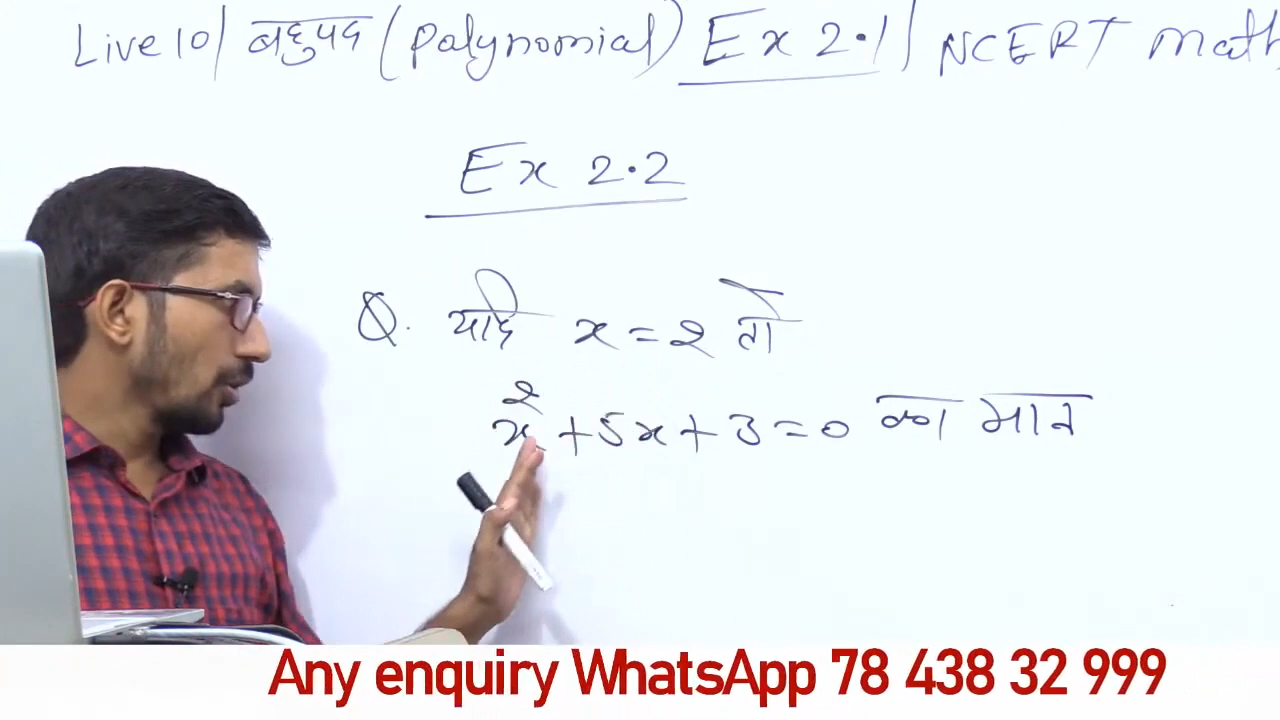 Live 10 | बहुपद (Polynomial) Ex 2.1 | NCERT math
Ex 2.2
Q. यदि x = 2 तो
x² + 5x + 3 = 0 का मान
Any enquiry WhatsApp 78 438 32 999